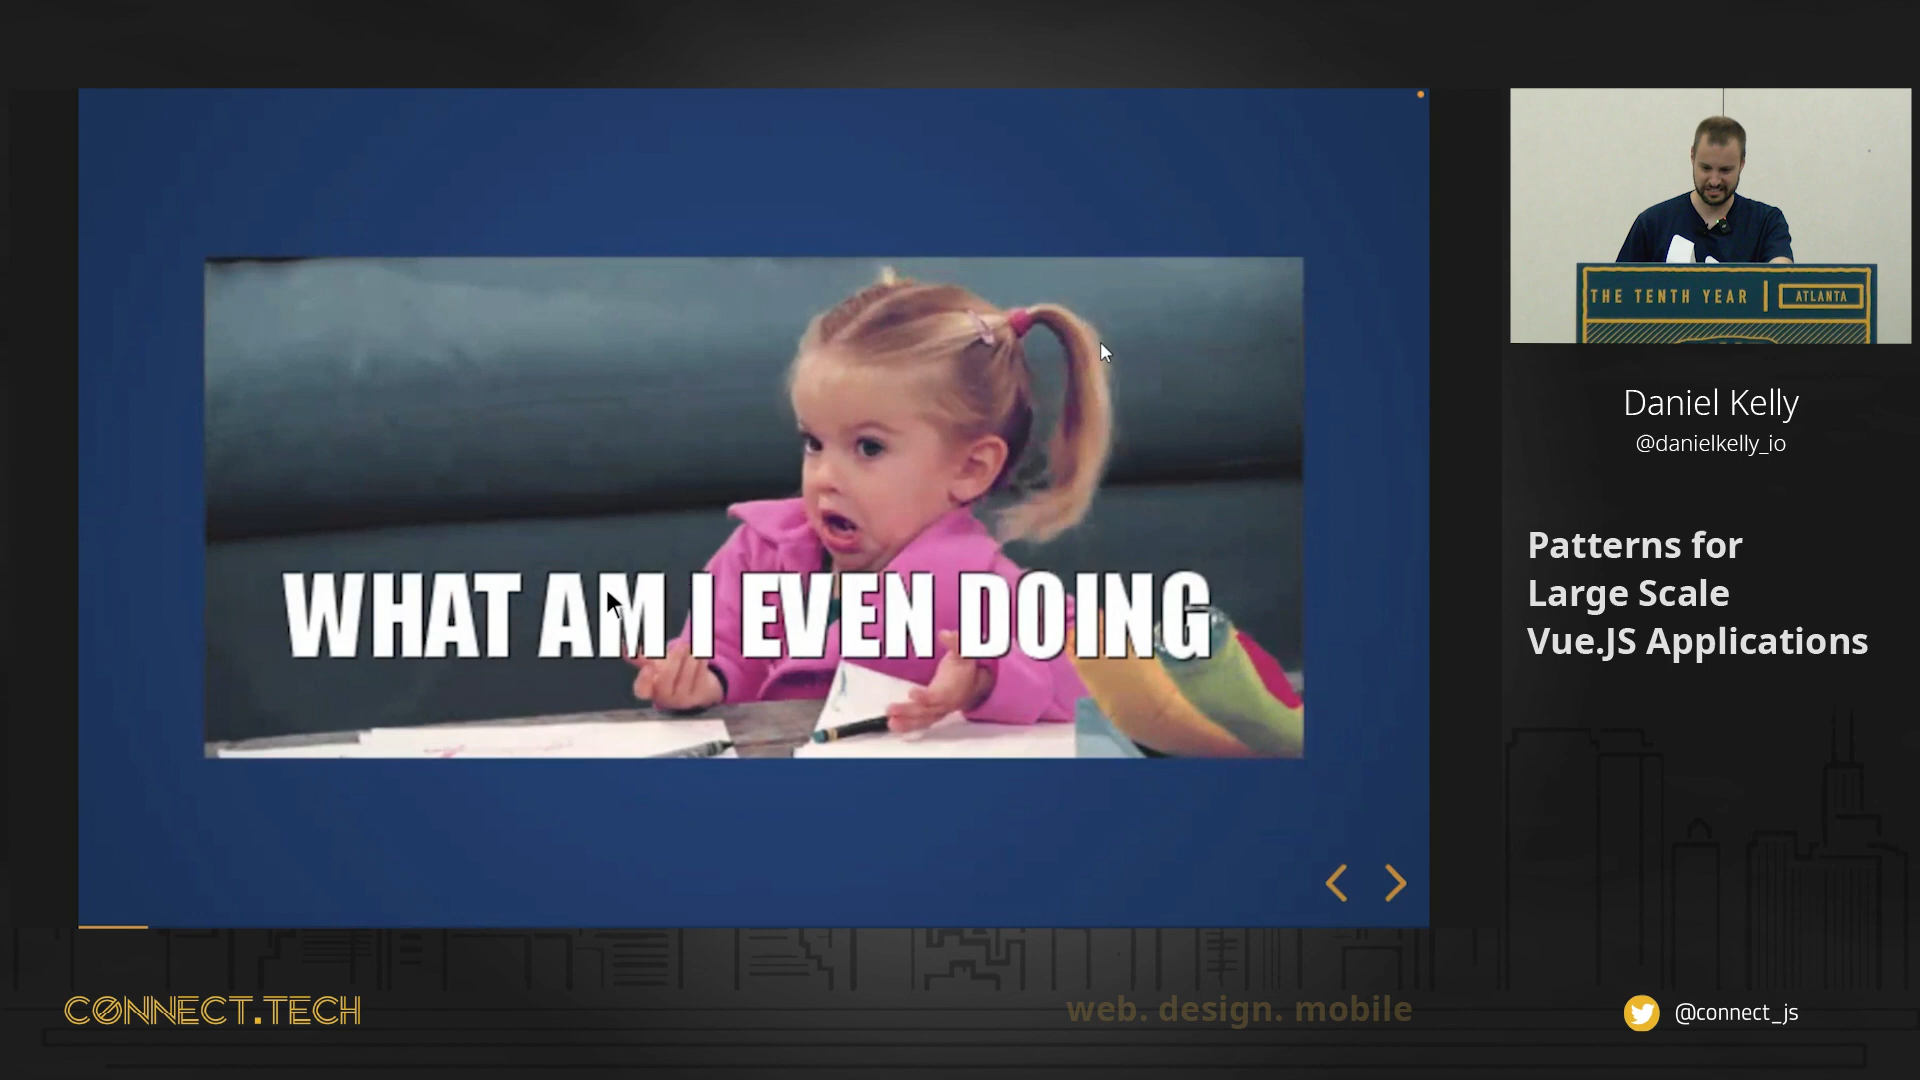 WHAT AM I EVEN DOING
THE TENTH YEAR | ATLANTA
Daniel Kelly
@danielkelly_io
Patterns for
Large Scale
Vue.JS Applications
CONNECT.TECH
web. design. mobile
@connect_js